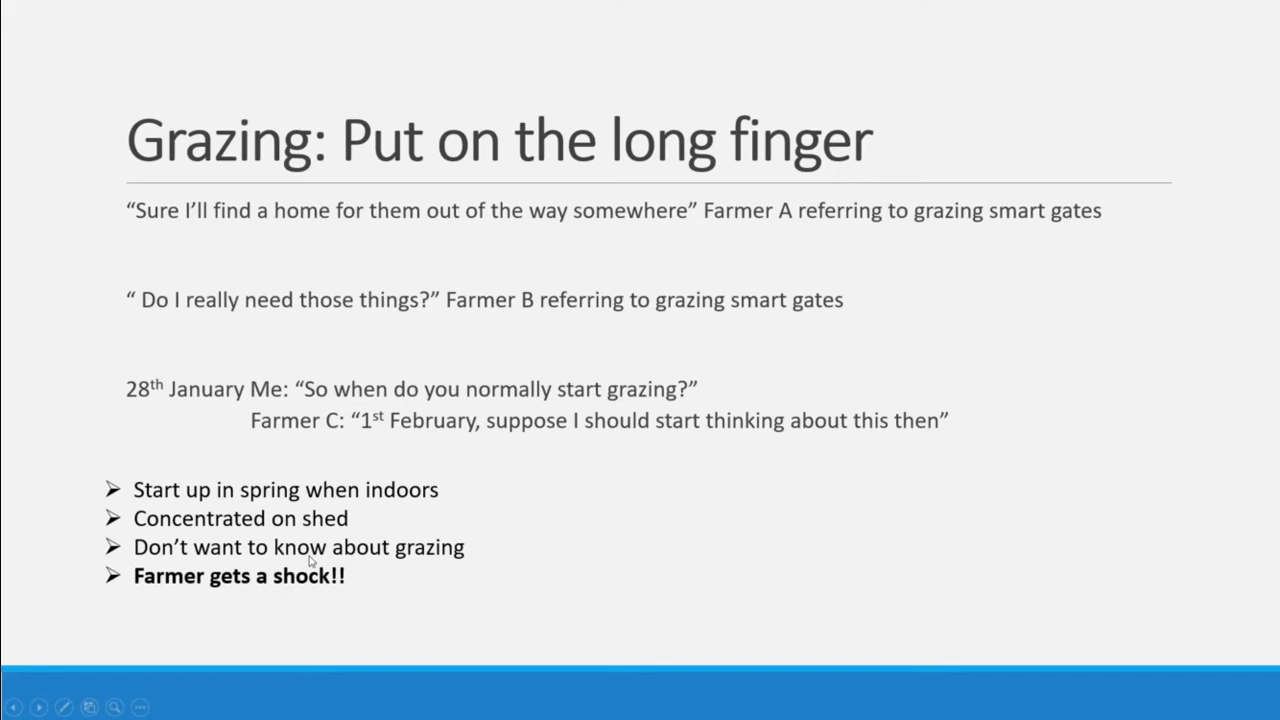 Grazing: Put on the long finger
“Sure I’ll find a home for them out of the way somewhere” Farmer A referring to grazing smart gates
“ Do I really need those things?” Farmer B referring to grazing smart gates
28th January Me: “So when do you normally start grazing?”
Farmer C: “1st February, suppose I should start thinking about this then”
Start up in spring when indoors
Concentrated on shed
Don’t want to know about grazing
Farmer gets a shock!!